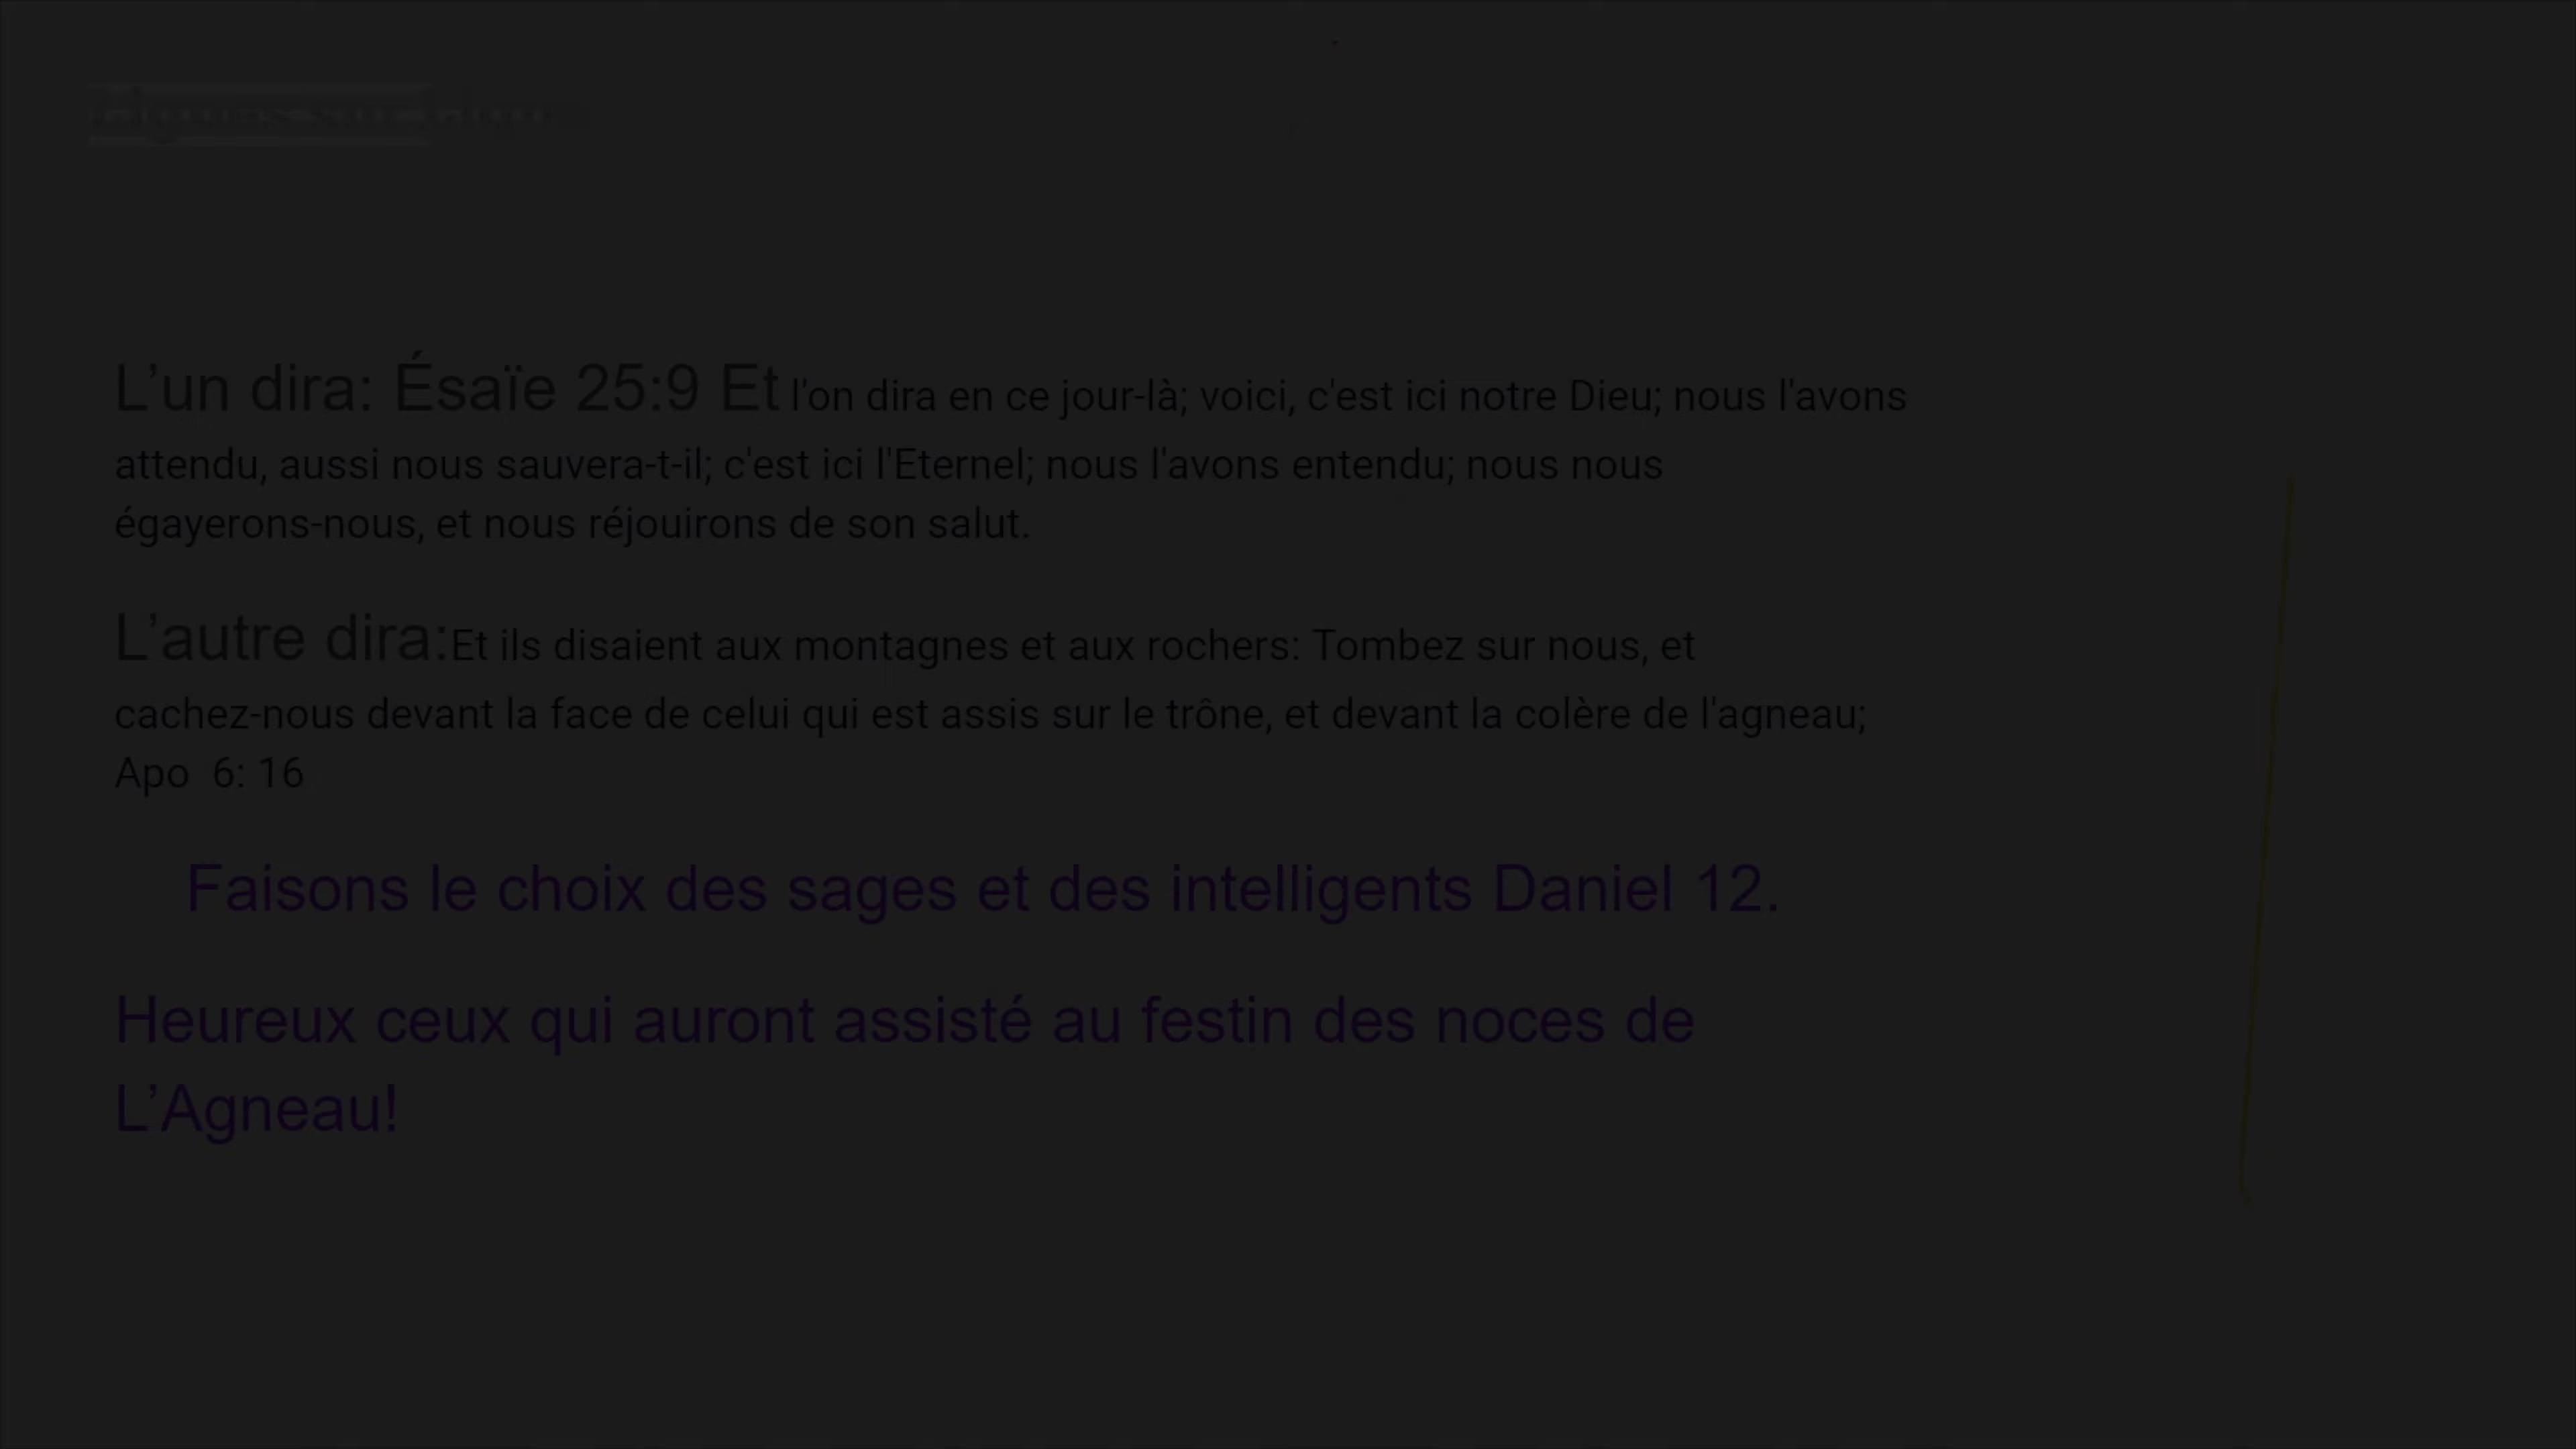 Lignes sur Ligne
L’un dira: Ésaïe 25:9 Et l'on dira en ce jour-là; voici, c'est ici notre Dieu; nous l'avons
attendu, aussi nous sauvera-t-il; c'est ici l'Eternel; nous l'avons entendu; nous nous
égayerons-nous, et nous réjouirons de son salut.
L’autre dira:Et ils disaient aux montagnes et aux rochers: Tombez sur nous, et
cachez-nous devant la face de celui qui est assis sur le trône, et devant la colère de l'agneau;
Apo 6: 16
Faisons le choix des sages et des intelligents Daniel 12.
Heureux ceux qui auront assisté au festin des noces de
L’Agneau!